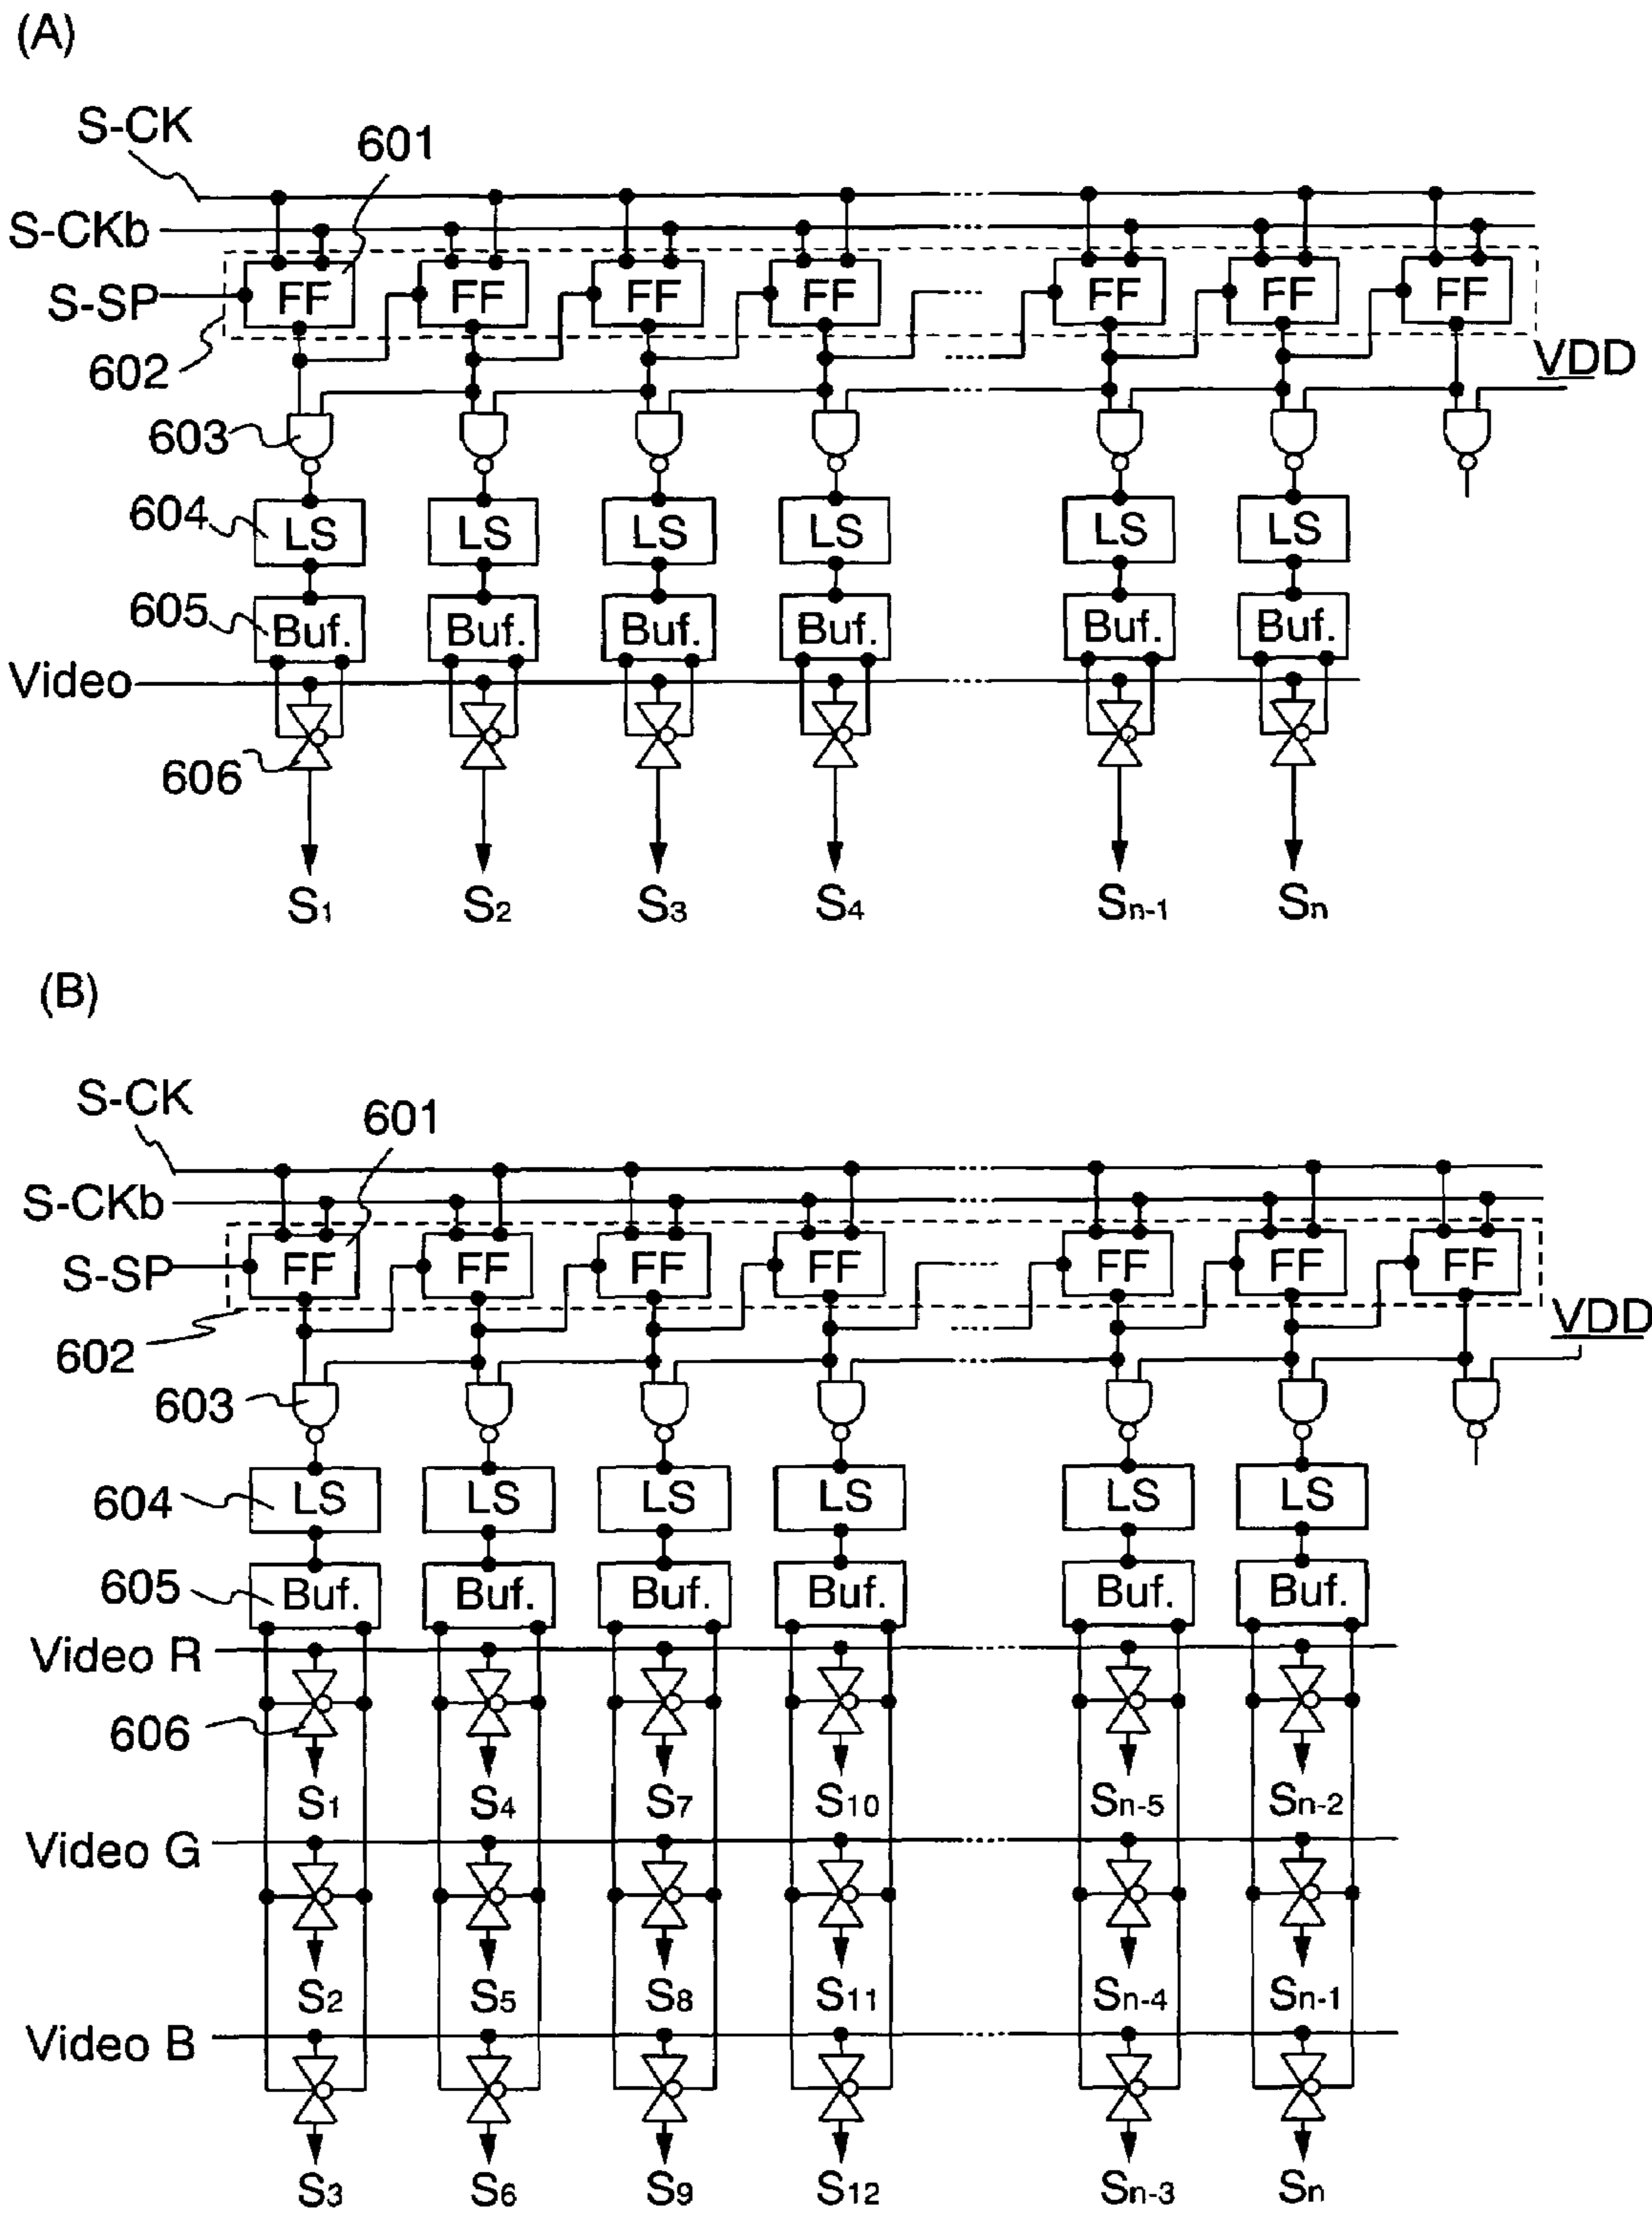 (A)
S-CK
601
S-CKb
S-SP
FF FF FF FF FF FF FF
602
VDD
603
604
LS LS LS LS LS LS
605
Buf. Buf. Buf. Buf. Buf. Buf.
Video
606
S1 S2 S3 S4 Sn-1 Sn
(B)
S-CK
601
S-CKb
S-SP
FF FF FF FF FF FF FF
602
VDD
603
604
LS LS LS LS LS LS
605
Buf. Buf. Buf. Buf. Buf. Buf.
Video R
606
S1 S4 S7 S10 Sn-5 Sn-2
Video G
S2 S5 S8 S11 Sn-4 Sn-1
Video B
S3 S6 S9 S12 Sn-3 Sn